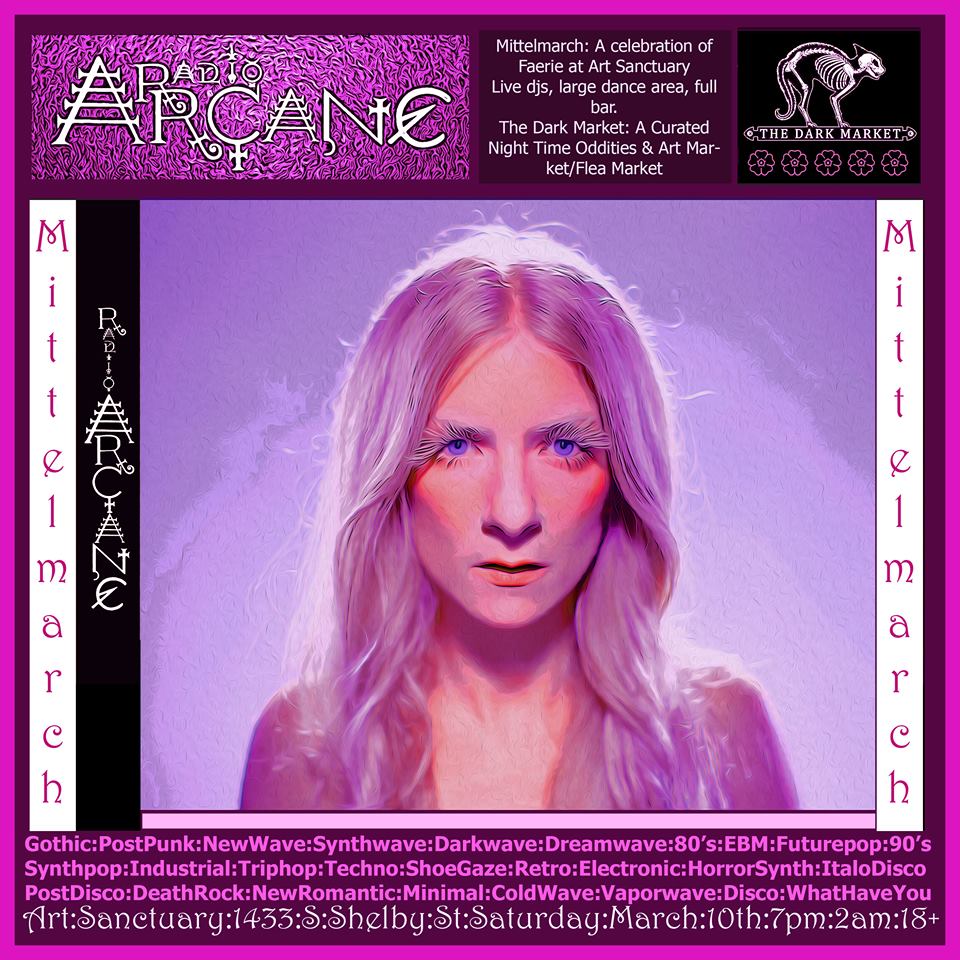 RADIO
ARCANE
Mittelmarch: A celebration of
Faerie at Art Sanctuary
Live djs, large dance area, full
bar.
The Dark Market: A Curated
Night Time Oddities & Art Mar-
ket/Flea Market
THE DARK MARKET
Mittelmarch
RADIO ARCANE
Mittelmarch
Gothic:PostPunk:NewWave:Synthwave:Darkwave:Dreamwave:80's:EBM:Futurepop:90's
Synthpop:Industrial:Triphop:Techno:ShoeGaze:Retro:Electronic:HorrorSynth:ItaloDisco
PostDisco:DeathRock:NewRomantic:Minimal:ColdWave:Vaporwave:Disco:WhatHaveYou
Art:Sanctuary:1433:S:Shelby:St:Saturday:March:10th:7pm:2am:18+